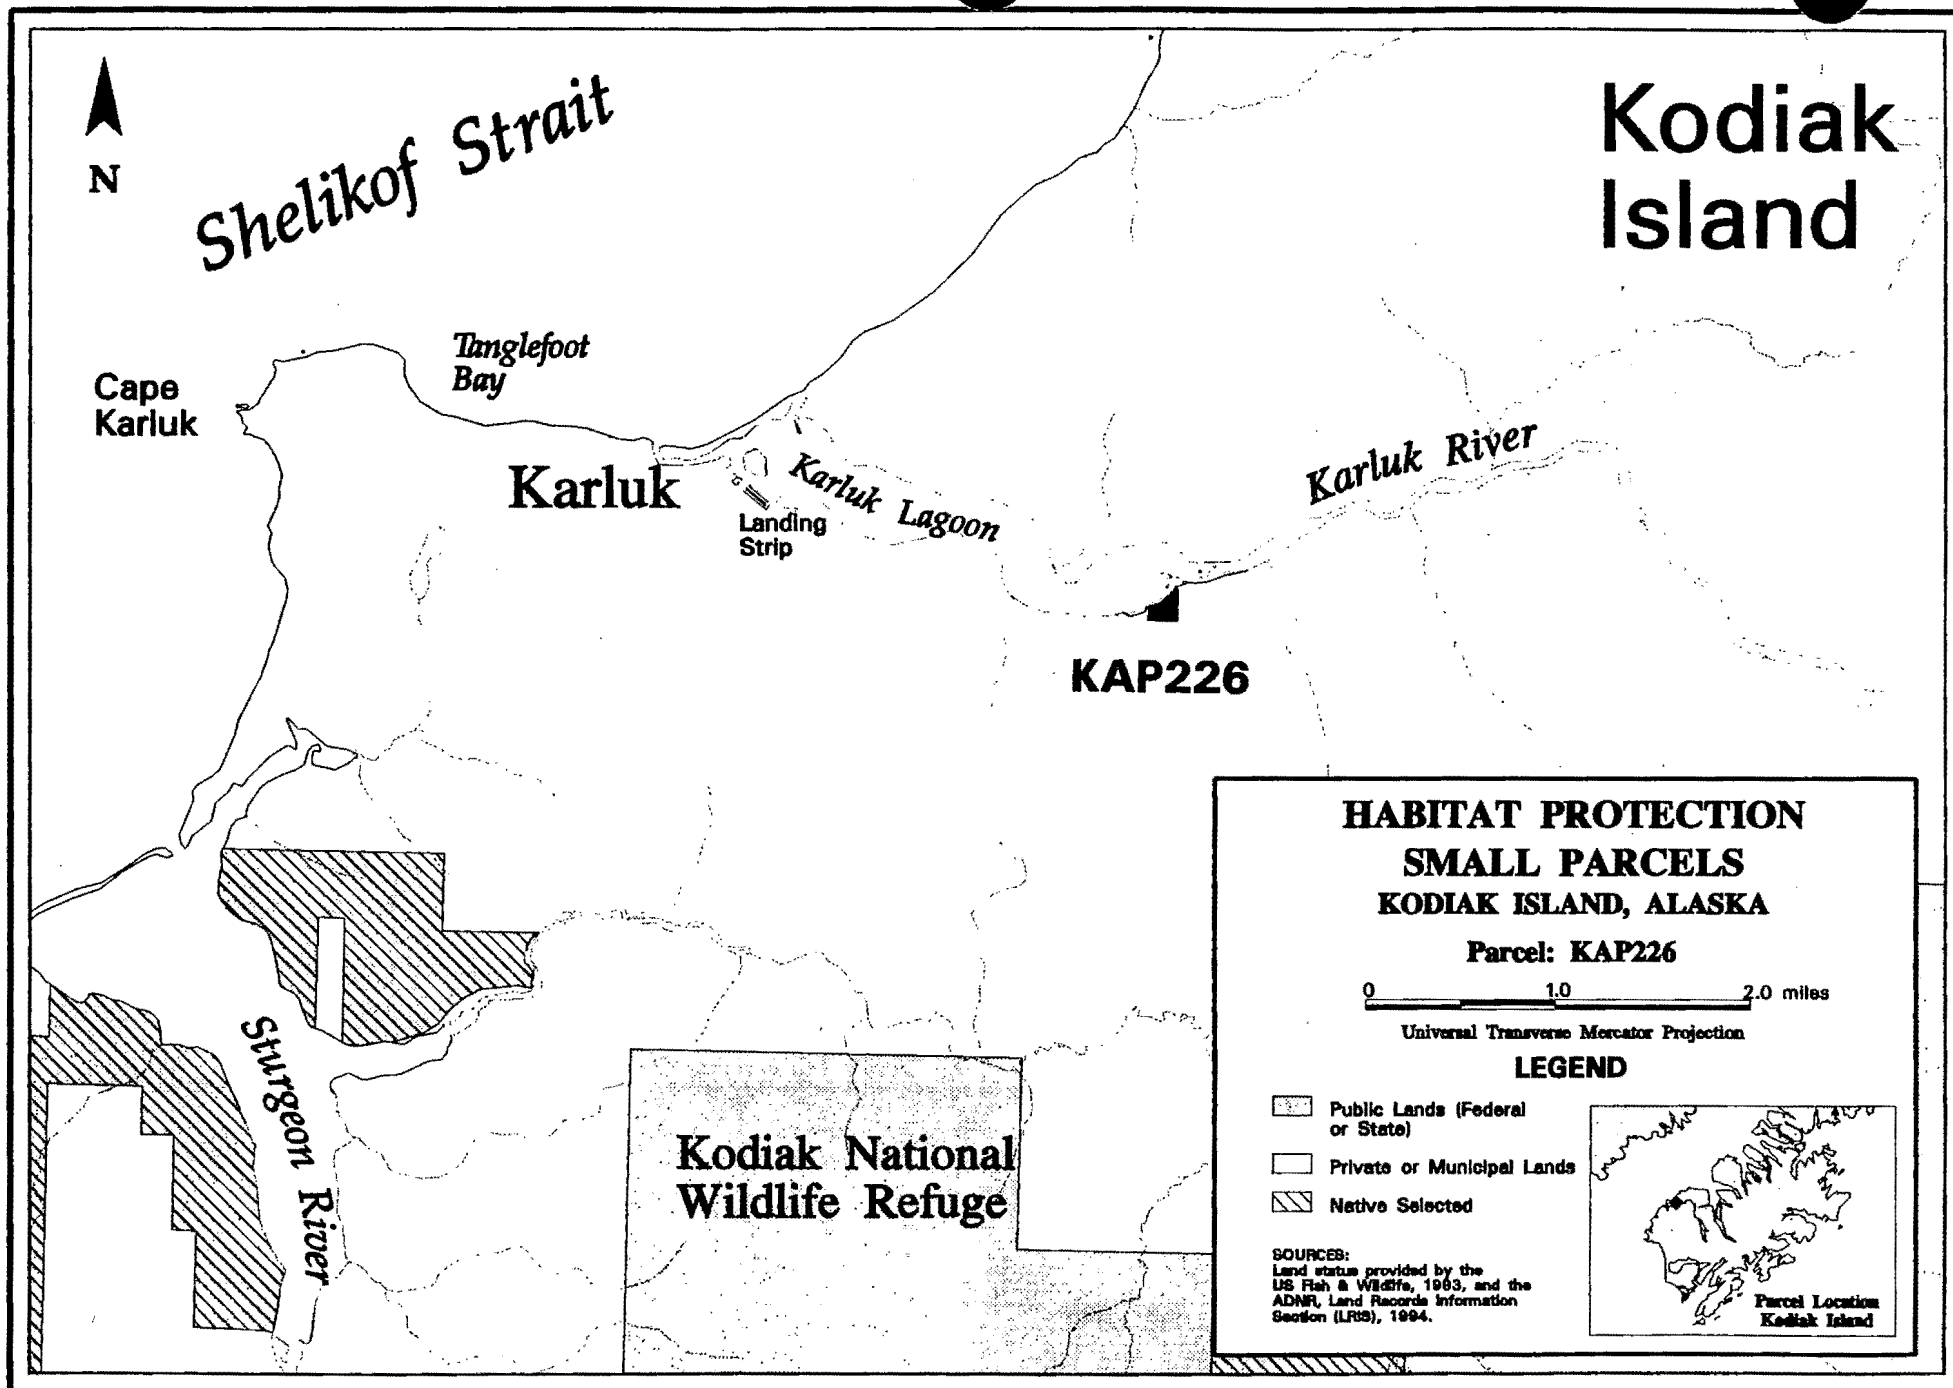 N
Shelikof Strait
Kodiak
Island
Tanglefoot
Bay
Cape
Karluk
Karluk
Karluk Lagoon
Landing
Strip
Karluk River
KAP226
Sturgeon River
Kodiak National
Wildlife Refuge
HABITAT PROTECTION
SMALL PARCELS
KODIAK ISLAND, ALASKA
Parcel: KAP226
0 1.0 2.0 miles
Universal Transverse Mercator Projection
LEGEND
Public Lands (Federal
or State)
Private or Municipal Lands
Native Selected
SOURCES:
Land status provided by the
US Fish & Wildlife, 1993, and the
ADNR, Land Records Information
Section (LRIS), 1994.
Parcel Location
Kodiak Island